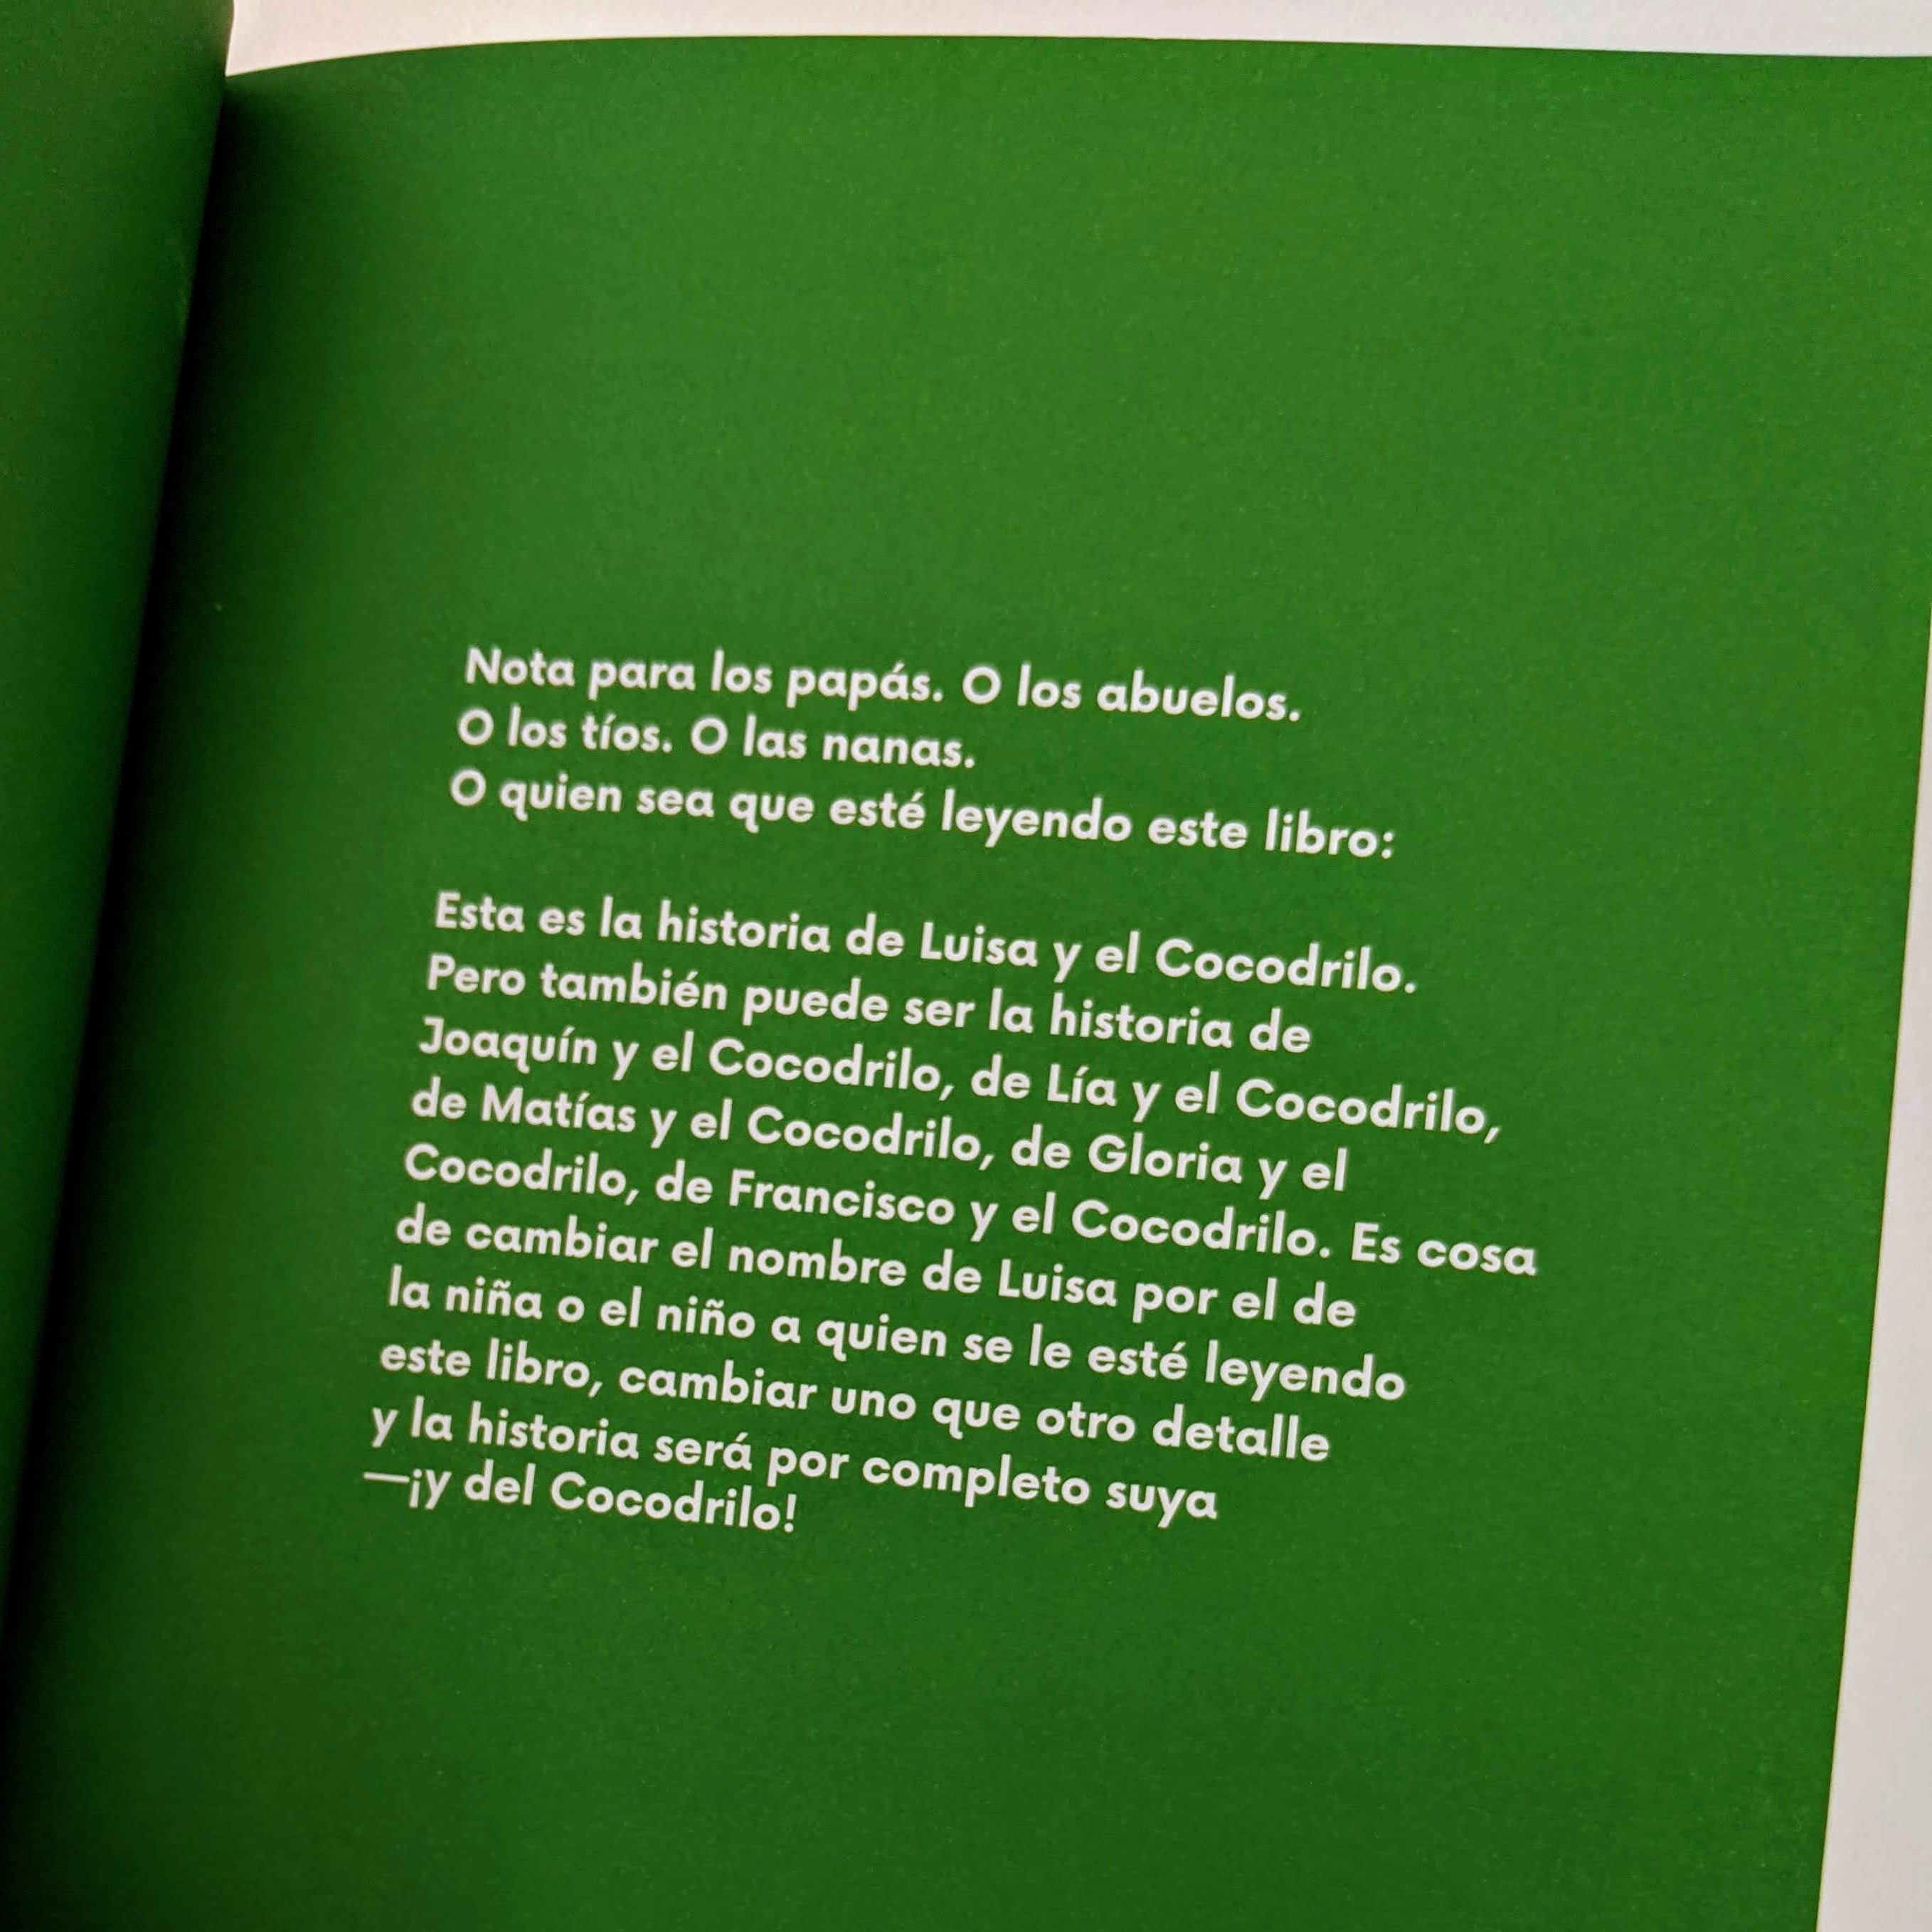 Nota para los papás. O los abuelos.
O los tíos. O las nanas.
O quien sea que esté leyendo este libro:
Esta es la historia de Luisa y el Cocodrilo.
Pero también puede ser la historia de
Joaquín y el Cocodrilo, de Lía y el Cocodrilo,
de Matías y el Cocodrilo, de Gloria y el
Cocodrilo, de Francisco y el Cocodrilo. Es cosa
de cambiar el nombre de Luisa por el de
la niña o el niño a quien se le esté leyendo
este libro, cambiar uno que otro detalle
y la historia será por completo suya
—¡y del Cocodrilo!